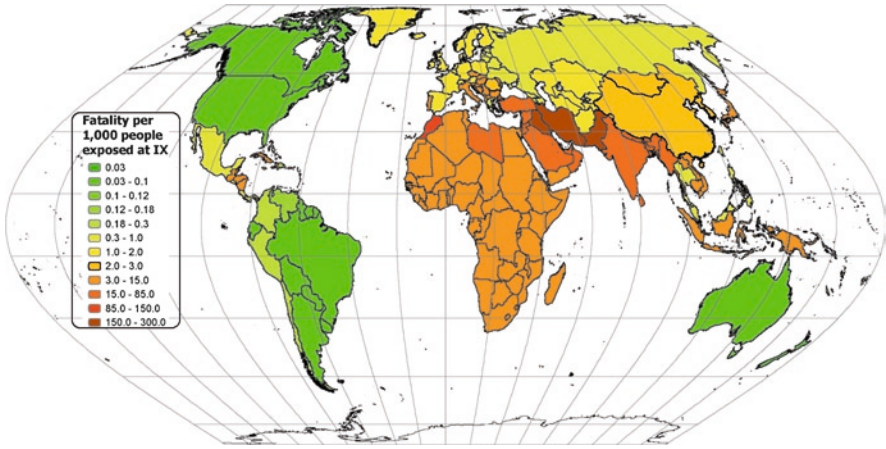 Fatality per
1,000 people
exposed at IX
0.03
0.03 - 0.1
0.1 - 0.12
0.12 - 0.18
0.18 - 0.3
0.3 - 1.0
1.0 - 2.0
2.0 - 3.0
3.0 - 15.0
15.0 - 85.0
85.0 - 150.0
150.0 - 300.0